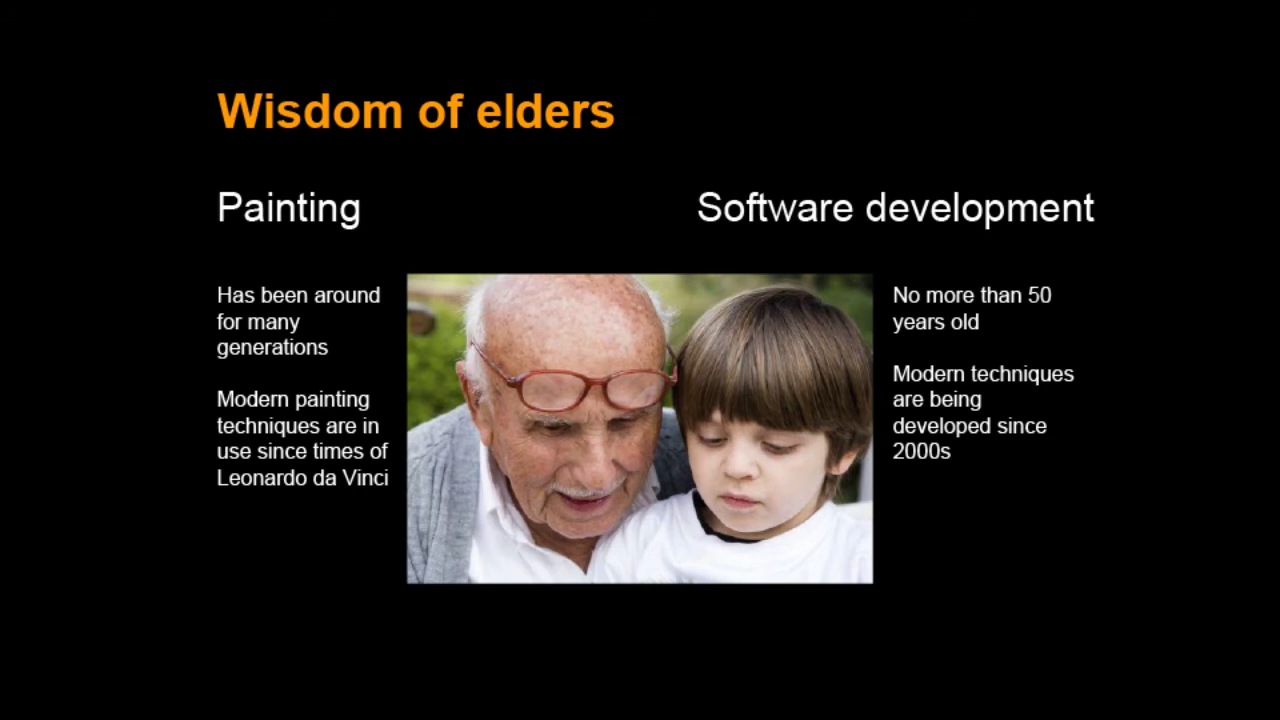 Wisdom of elders
Painting
Software development
Has been around
for many
generations
Modern painting
techniques are in
use since times of
Leonardo da Vinci
No more than 50
years old
Modern techniques
are being
developed since
2000s